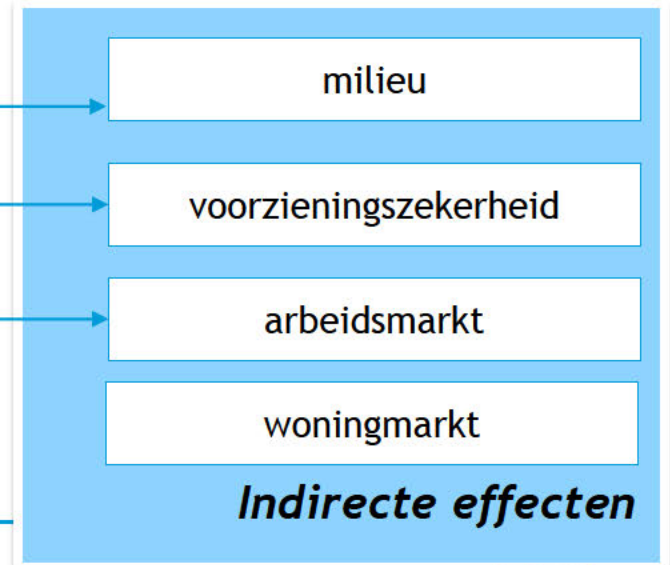 milieu
voorzieningszekerheid
arbeidsmarkt
woningmarkt
Indirecte effecten